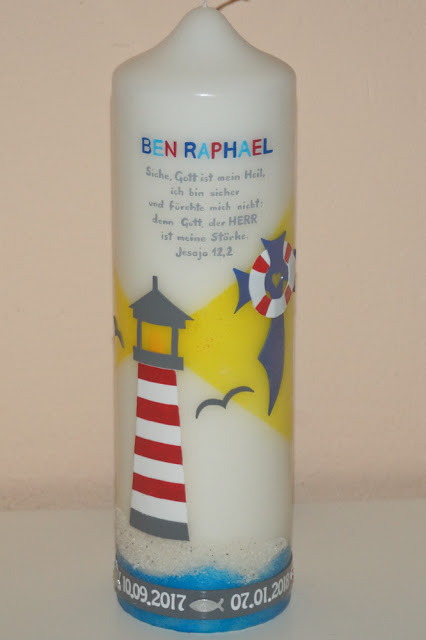 BEN RAPHAEL
Siehe, Gott ist mein Heil,
ich bin sicher
und fürchte mich nicht:
denn Gott, der HERR
ist meine Stärke.
Jesaja 12,2
10.09.2017 07.01.2018